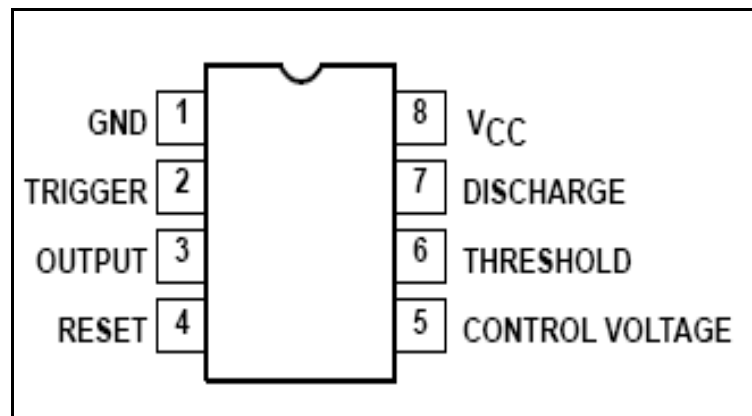 GND 1 8 VCC
TRIGGER 2 7 DISCHARGE
OUTPUT 3 6 THRESHOLD
RESET 4 5 CONTROL VOLTAGE